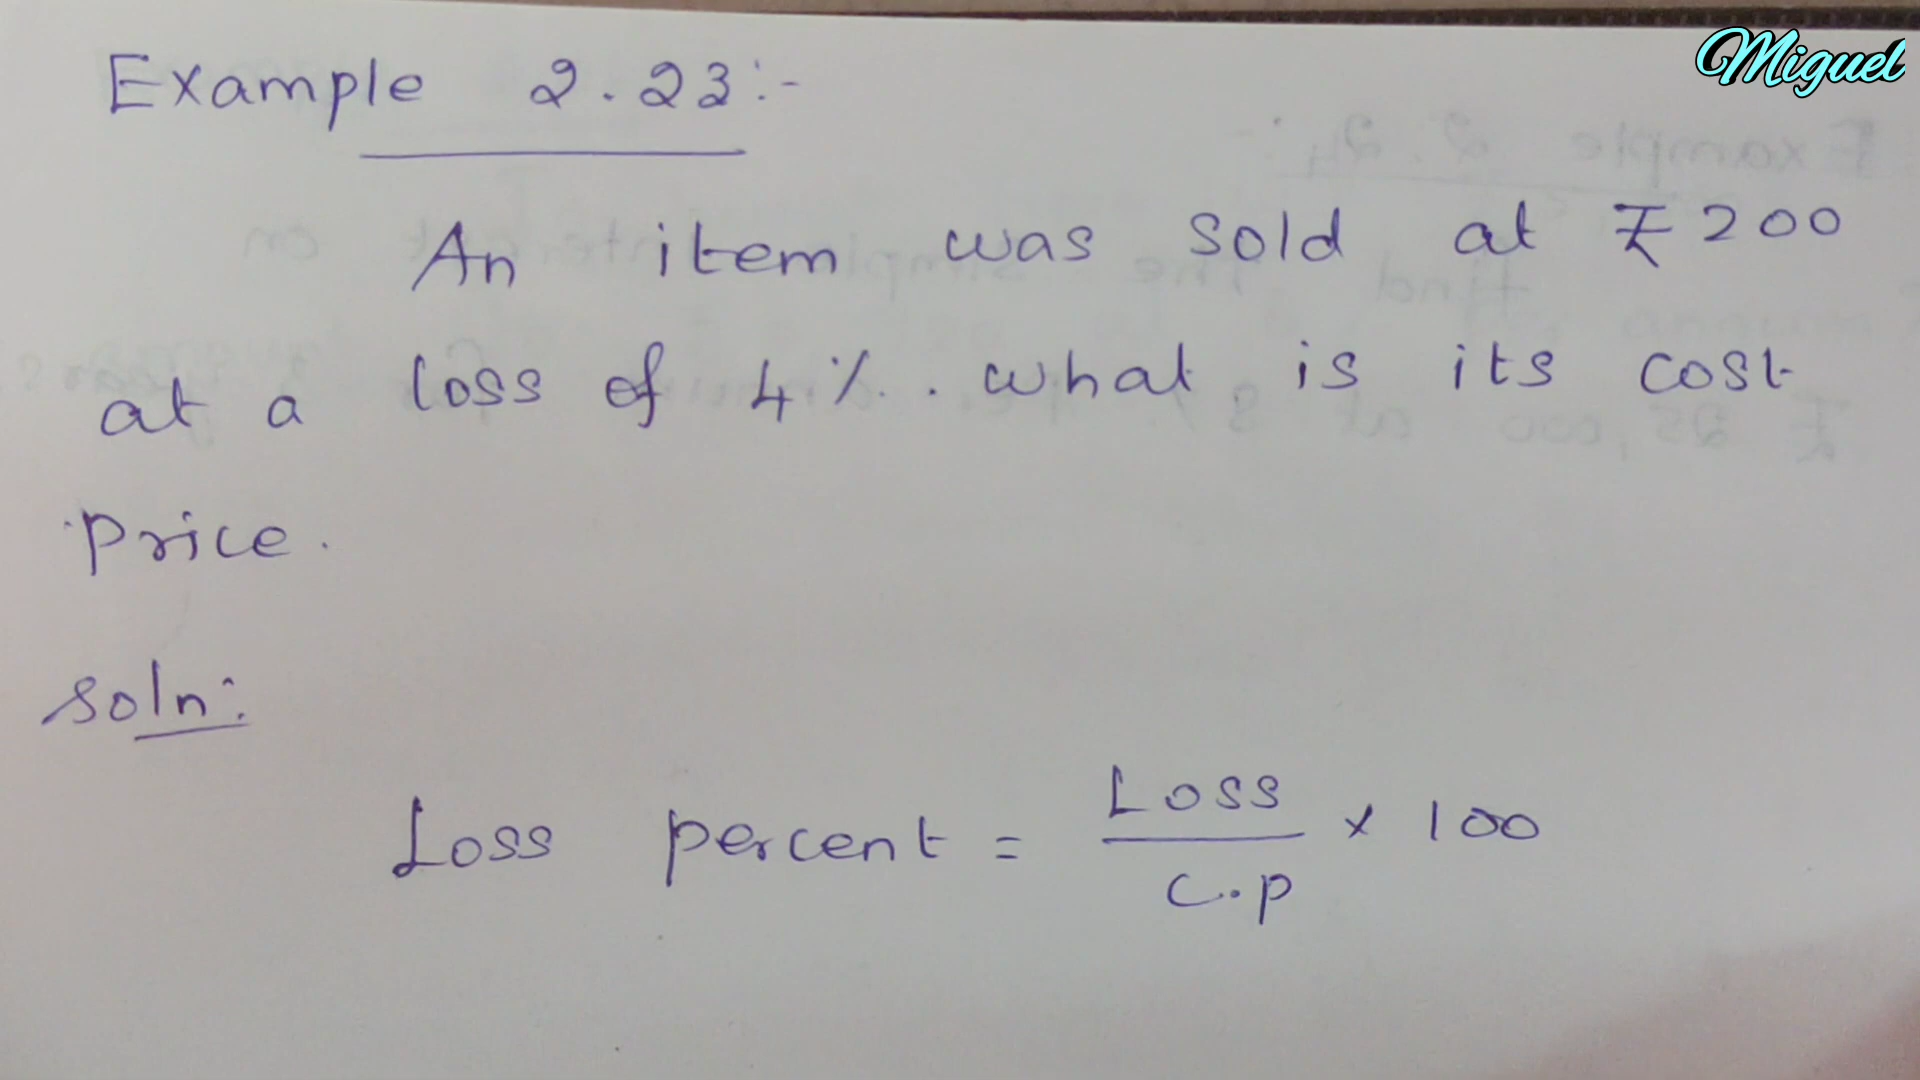 Miguel
Example 2.23:-
An item was sold at ₹200
at a loss of 4%. what is its cost
price.
soln:
Loss percent = Loss/C.P × 100